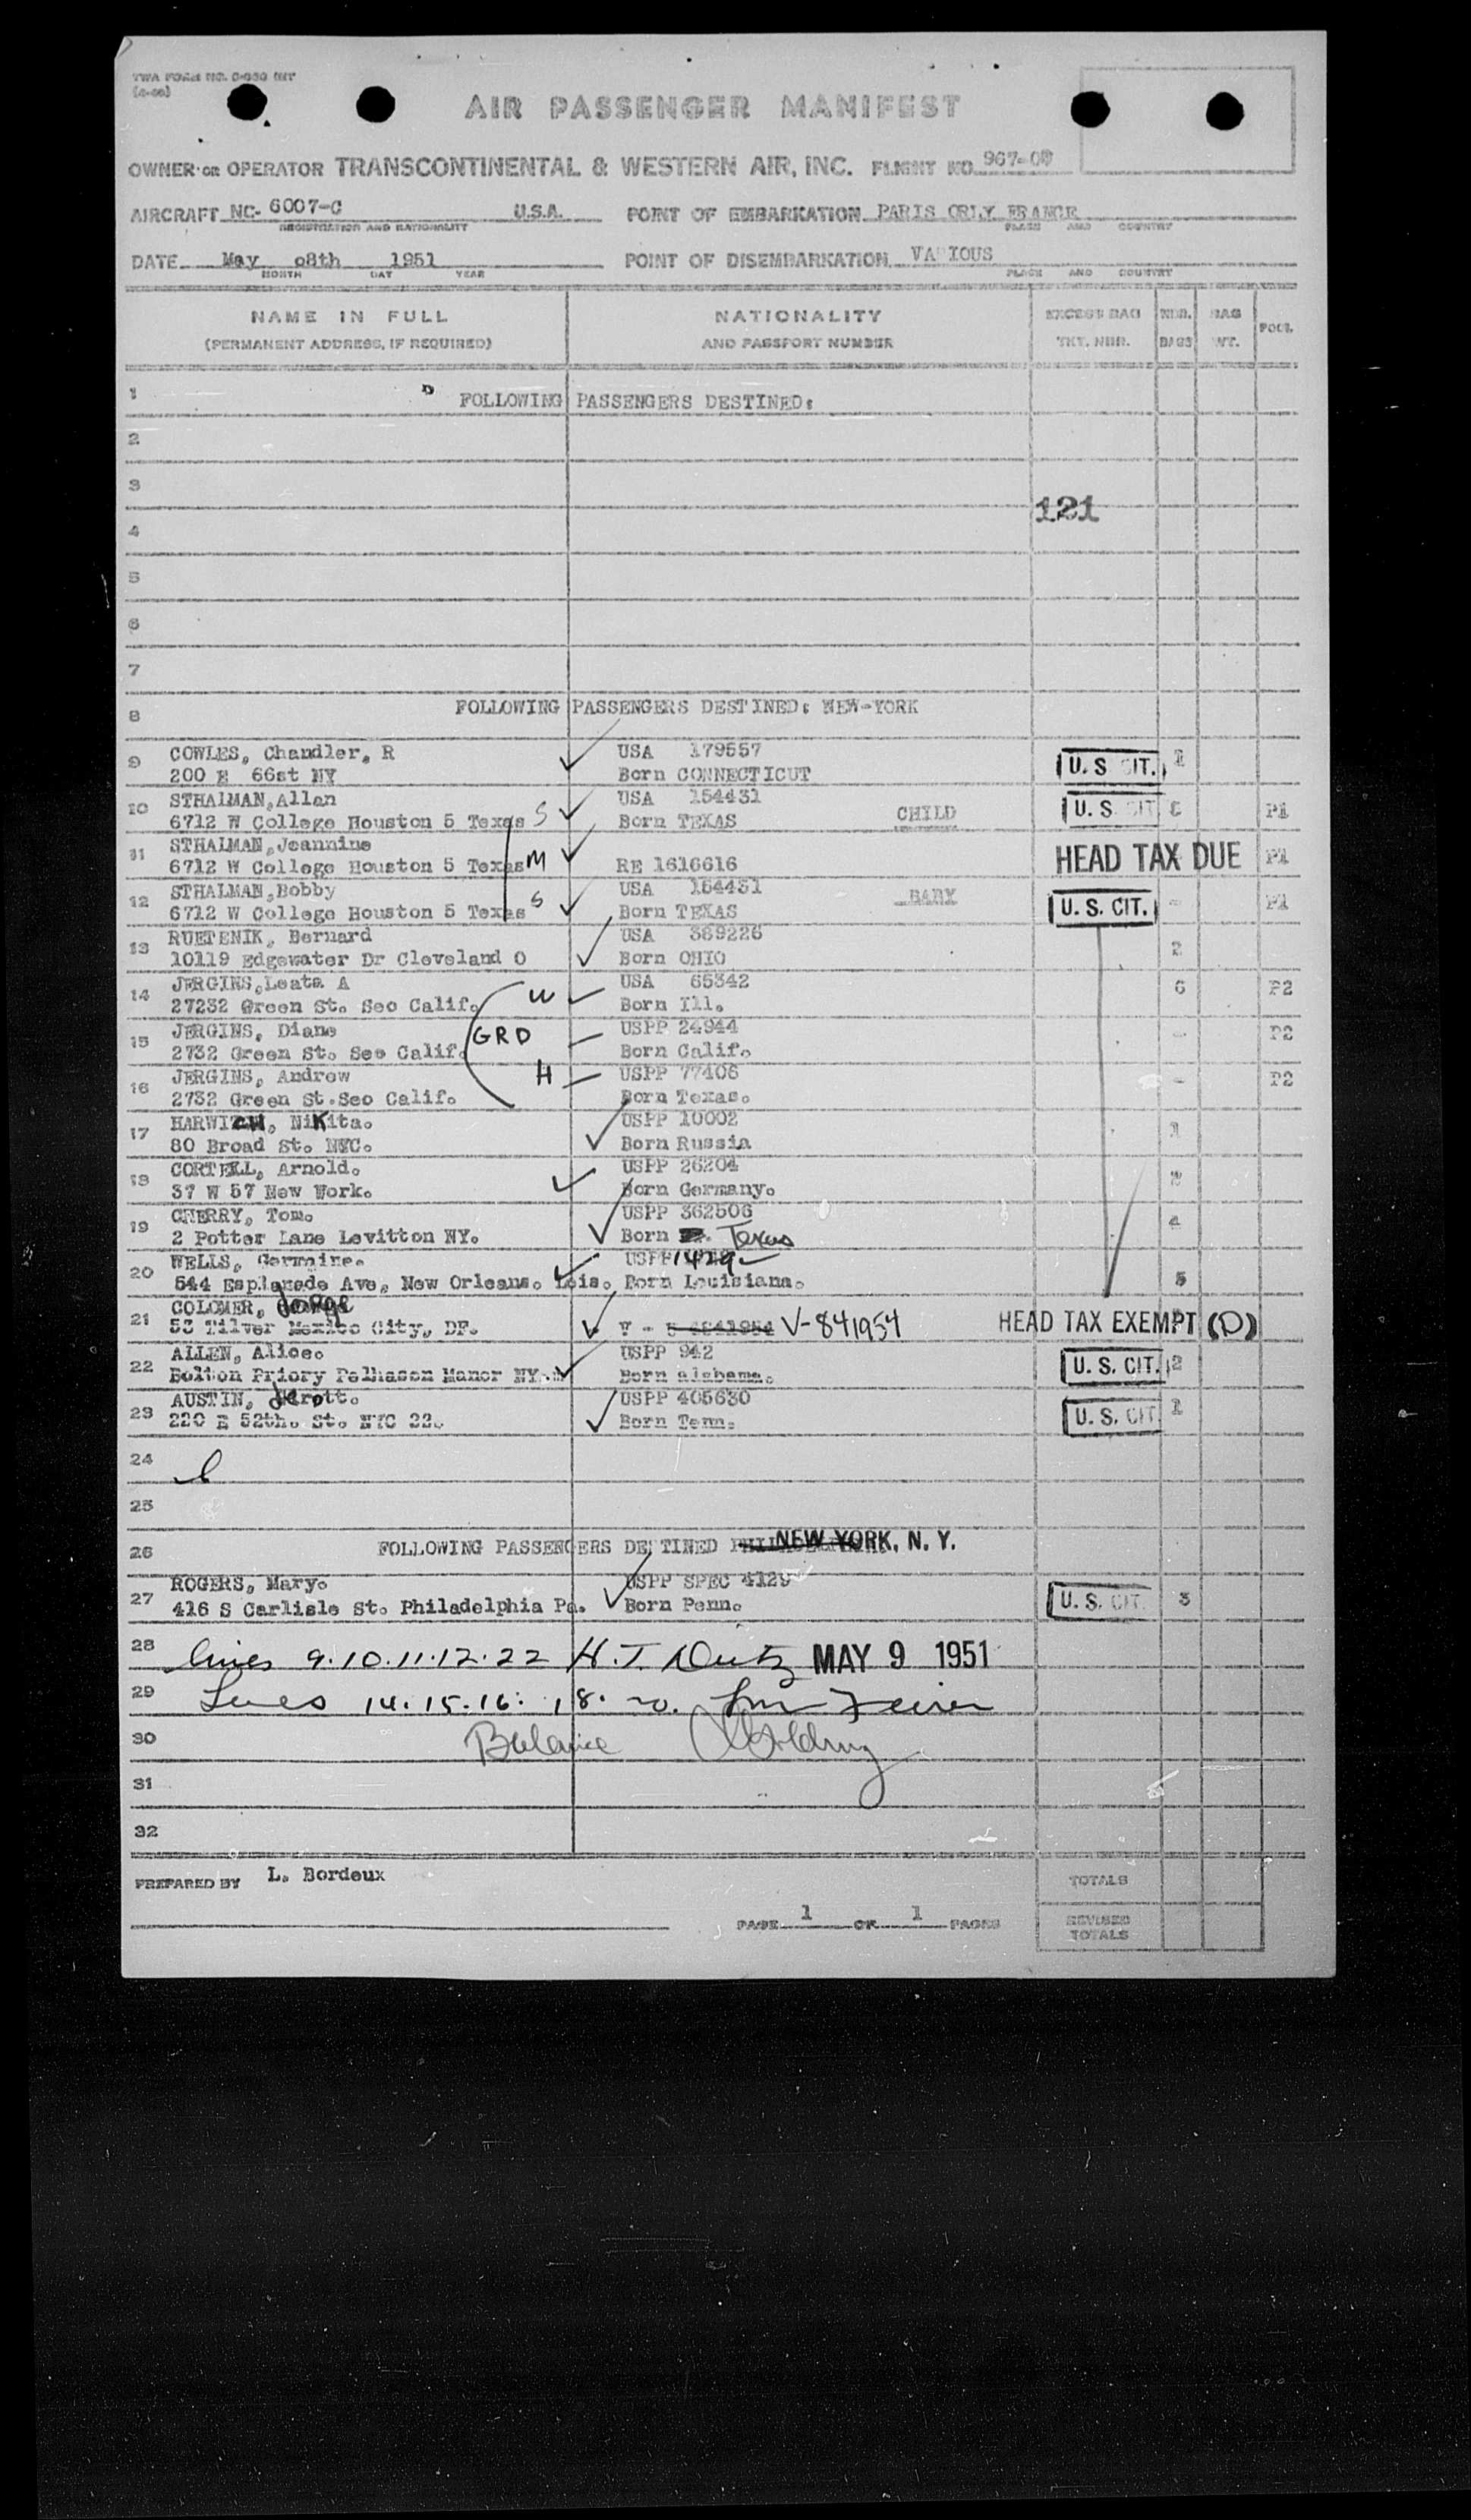 TWA FORM NO. 0-030 INT
AIR PASSENGER MANIFEST
OWNER OR OPERATOR TRANSCONTINENTAL & WESTERN AIR, INC. FLIGHT NO. 967-08
AIRCRAFT NC- 6007-C U.S.A. POINT OF EMBARKATION PARIS ORLY FRANCE
REGISTRATION AND NATIONALITY PLACE AND COUNTRY
DATE May o8th 1951 POINT OF DISEMBARKATION VA IOUS
MONTH DAY YEAR PLACE AND COUNTRY
NAME IN FULL NATIONALITY EXCESS BAG NBR. BAG POOL
(PERMANENT ADDRESS, IF REQUIRED) AND PASSPORT NUMBER TKT. NBR. BAGS WT.
1 FOLLOWING PASSENGERS DESTINED:
2
3
121
4
5
6
7
8 FOLLOWING PASSENGERS DESTINED: NEW-YORK
9 COWLES, Chandler, R USA 179557
200 E 66st NY Born CONNECTICUT U.S CIT. 1
10 STHALMAN, Allan USA 154431
6712 W College Houston 5 Texas S Born TEXAS CHILD U.S. CIT P1
11 STHALMAN, Jeannine
6712 W College Houston 5 Texas M RE 1616616 HEAD TAX DUE P1
12 STHALMAN, Bobby USA 154431
6712 W College Houston 5 Texas S Born TEXAS BABY U.S. CIT. - P1
13 RUETENIK, Bernard USA 389226
10119 Edgewater Dr Cleveland O Born OHIO 2
14 JERGINS, Leata A USA 65342
27232 Green St. Seo Calif. W Born Ill. 6 P2
15 JERGINS, Diane GRD USPP 24944
2732 Green St. Seo Calif. Born Calif. - P2
16 JERGINS, Andrew H USPP 77406
2732 Green St. Seo Calif. Born Texas. - P2
17 HARWICH, NiKita. USPP 10002
80 Broad St. NYC. Born Russia 1
18 CORTELL, Arnold. USPP 26204
37 W 57 New York. Born Germany.
19 CHERRY, Tom. USPP 362506
2 Potter Lane Levitton NY. Born Texas 4
20 WELLS, Germaine. USPP 1429
544 Esplanade Ave, New Orleans. Lois. Born Louisiana. 5
21 COLOMER, Jorge
53 Tilver Mexico City, DF. V-841954 HEAD TAX EXEMPT (D)
22 ALLEN, Alice. USPP 942
Bolton Priory Pelhason Manor NY. Born alabama. U.S. CIT. 2
23 AUSTIN, USPP 405630
220 E 52th. St. NYC 22. Born Tenn. U.S. CIT 1
24
25
26 FOLLOWING PASSENGERS DESTINED NEW YORK, N. Y.
27 ROGERS, Mary. USPP SPEC 4129
416 S Carlisle St. Philadelphia Pa. Born Penn. U.S. CIT. 3
28 lines 9.10.11.12.22 H.T. MAY 9 1951
29 Lines 14.15.16. 18. 20.
30 Balance
31
32
PREPARED BY L. Bordeux TOTALS
PAGE 1 OF 1 PAGES REVISED TOTALS